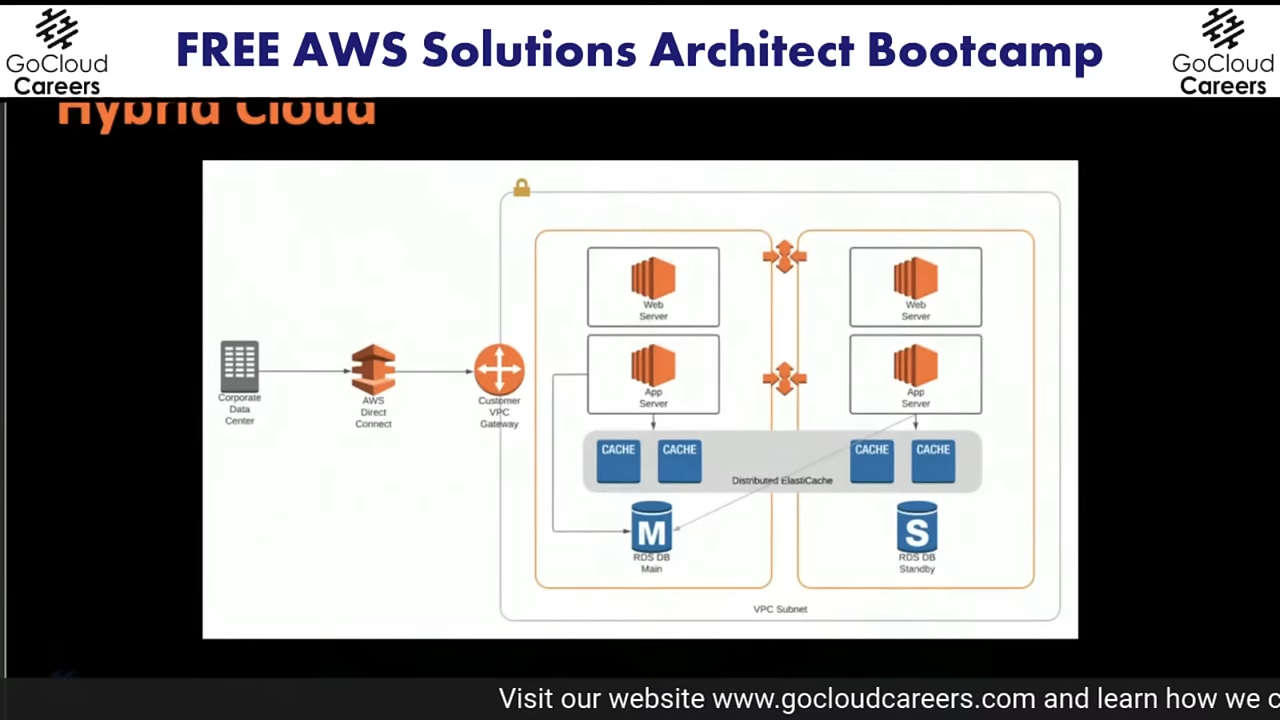 GoCloud
Careers
FREE AWS Solutions Architect Bootcamp
GoCloud
Careers
Hybrid Cloud
Web
Server
Web
Server
App
Server
App
Server
Corporate
Data
Center
AWS
Direct
Connect
Customer
VPC
Gateway
CACHE
CACHE
CACHE
CACHE
Distributed ElastiCache
M
RDS DB
Main
S
RDS DB
Standby
VPC Subnet
Visit our website www.gocloudcareers.com and learn how we c